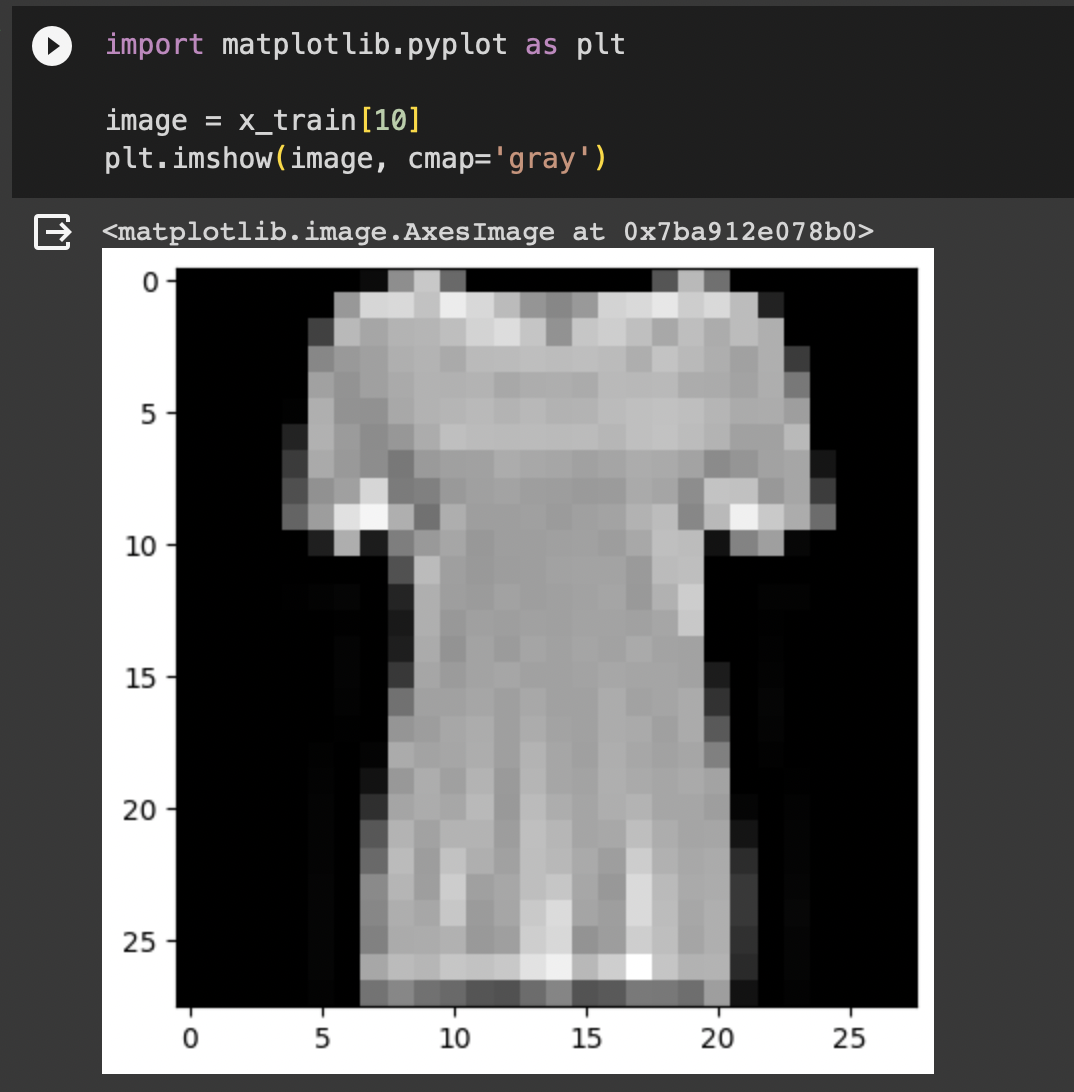 import matplotlib.pyplot as plt
image = x_train[10]
plt.imshow(image, cmap='gray')
<matplotlib.image.AxesImage at 0x7ba912e078b0>
0
5
10
15
20
25
0 5 10 15 20 25